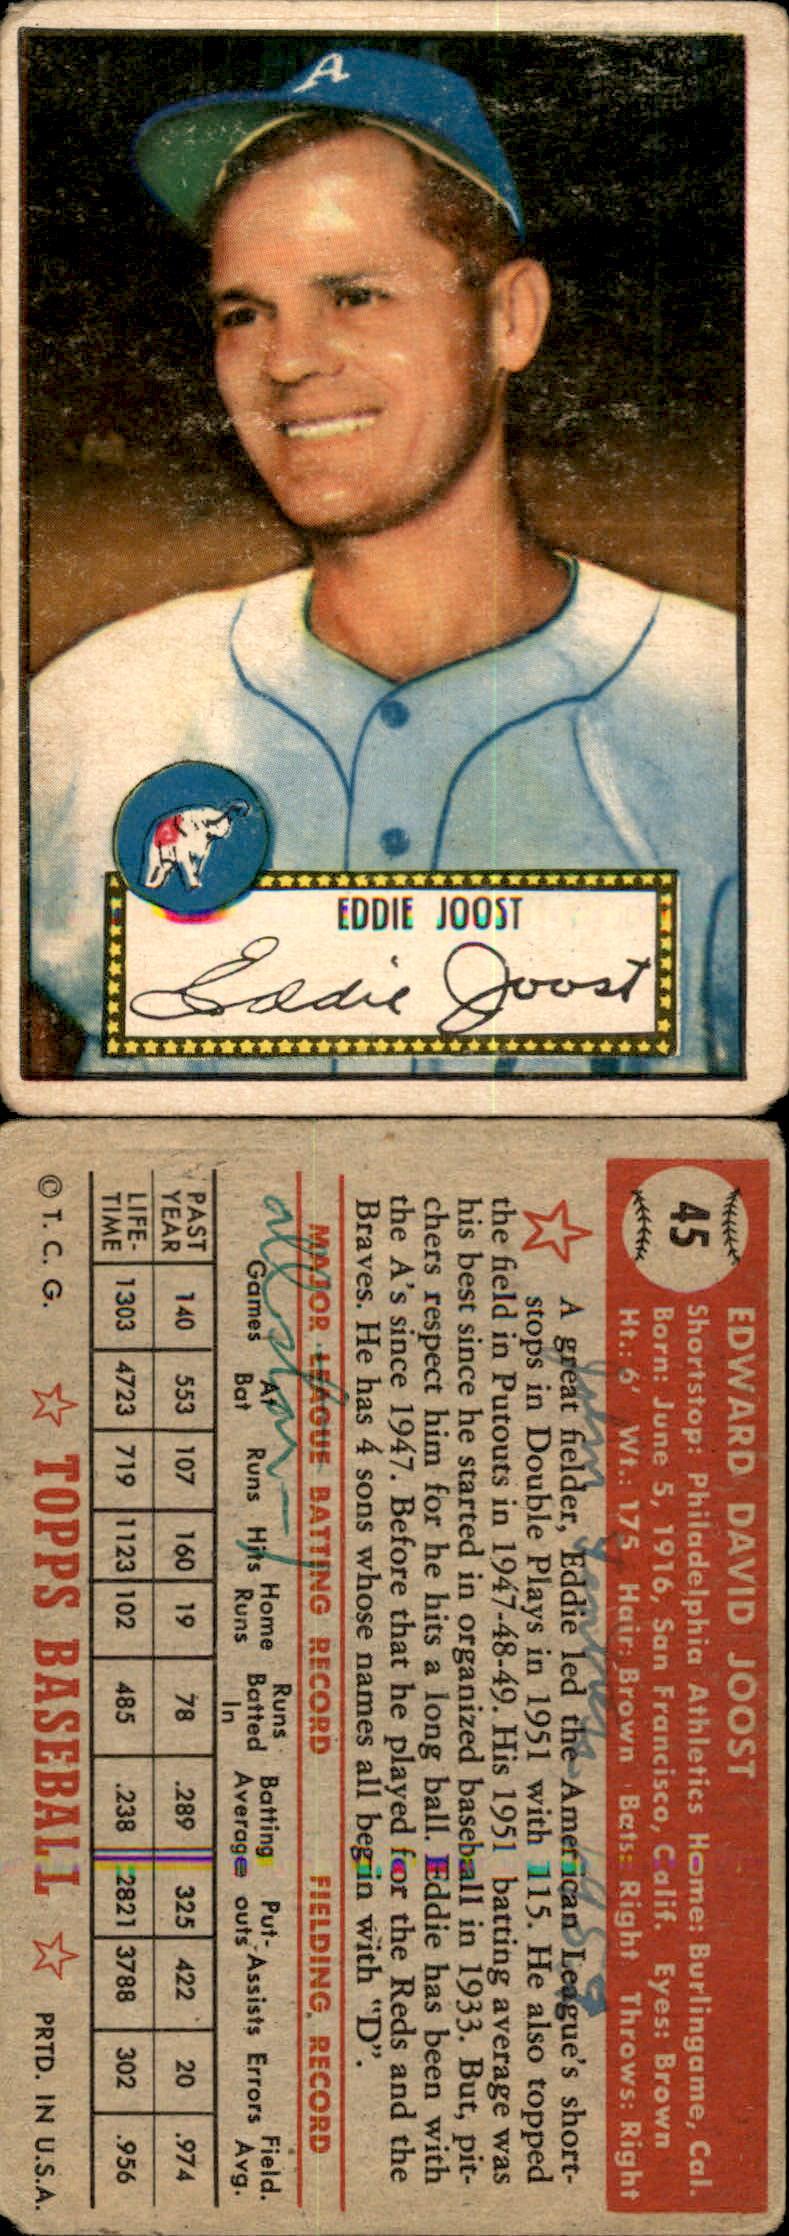 A
EDDIE JOOST
Eddie Joost
45
EDWARD DAVID JOOST
Shortstop: Philadelphia Athletics Home: Burlingame, Cal.
Born: June 5, 1916, San Francisco, Calif. Eyes: Brown
Ht.: 6' Wt.: 175 Hair: Brown Bats: Right Throws: Right
A great fielder, Eddie led the American League's short-
stops in Double Plays in 1951 with 115. He also topped
the field in Putouts in 1947-48-49. His 1951 batting average was
his best since he started in organized baseball in 1933. But, pit-
chers respect him for he hits a long ball. Eddie has been with
the A's since 1947. Before that he played for the Reds and the
Braves. He has 4 sons whose names all begin with "D".
MAJOR LEAGUE BATTING RECORD FIELDING RECORD
all star
Games At Bat Runs Hits Home Runs Runs Batted In Batting Average Put-outs Assists Errors Field. Avg.
PAST YEAR 140 553 107 160 19 78 .289 325 422 20 .974
LIFE-TIME 1303 4723 719 1123 102 485 .238 2821 3788 302 .956
© T. C. G. TOPPS BASEBALL PRTD. IN U.S.A.